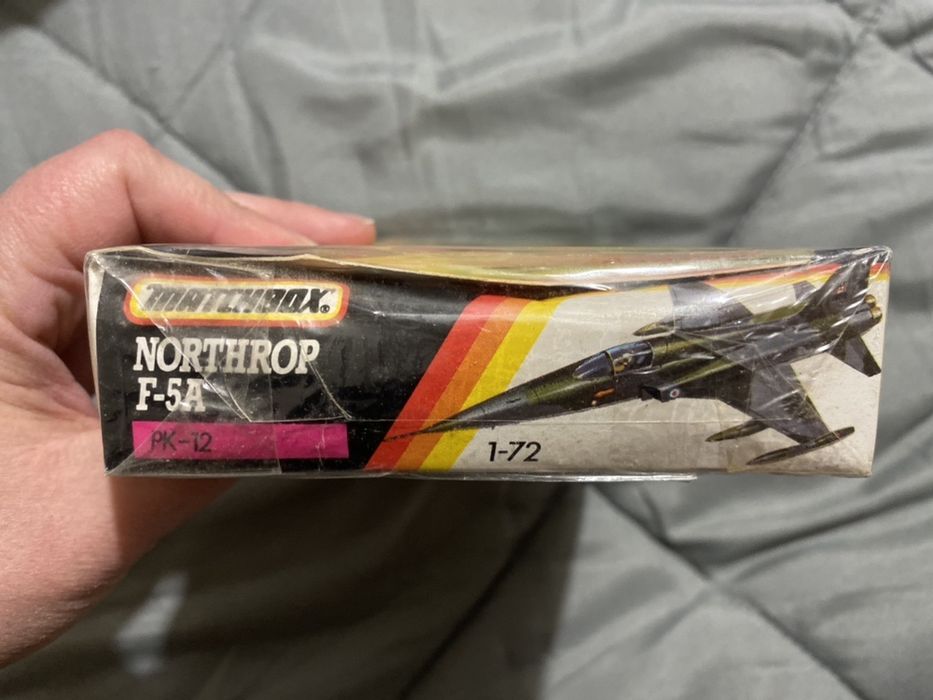 MATCHBOX®
NORTHROP
F-5A
PK-12
1-72